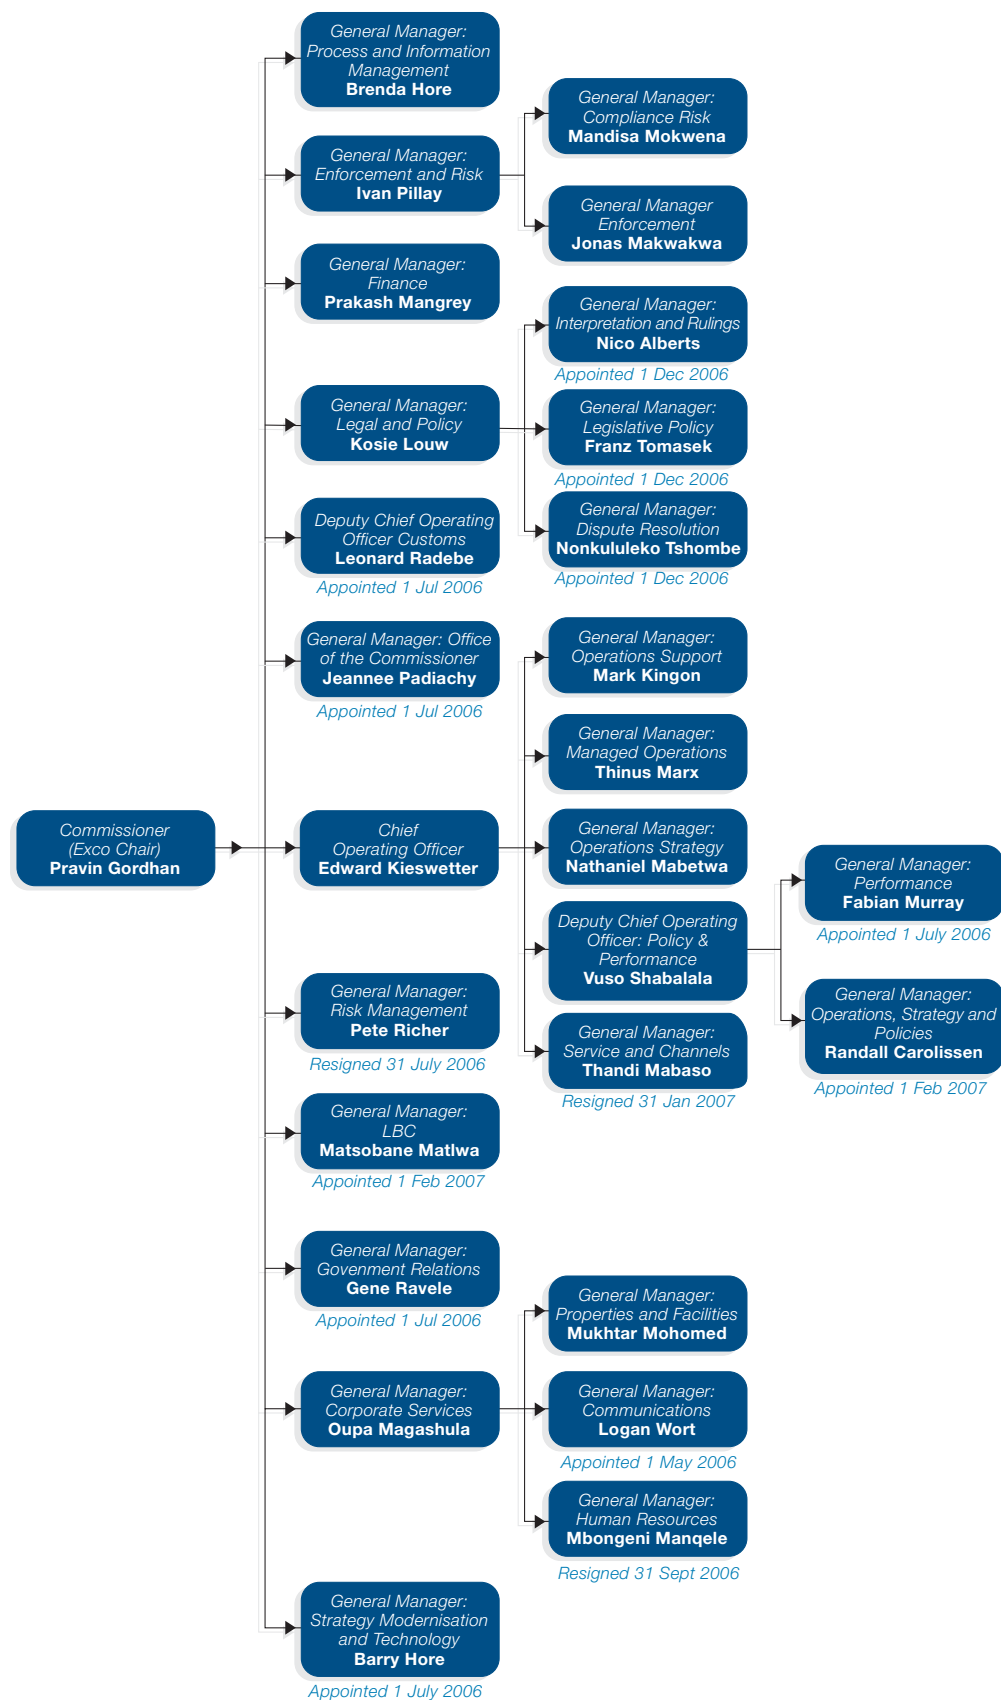 General Manager:
Process and Information
Management
Brenda Hore
General Manager:
Compliance Risk
Mandisa Mokwena
General Manager:
Enforcement and Risk
Ivan Pillay
General Manager
Enforcement
Jonas Makwakwa
General Manager:
Finance
Prakash Mangrey
General Manager:
Interpretation and Rulings
Nico Alberts
Appointed 1 Dec 2006
General Manager:
Legal and Policy
Kosie Louw
General Manager:
Legislative Policy
Franz Tomasek
Appointed 1 Dec 2006
General Manager:
Dispute Resolution
Nonkululeko Tshombe
Appointed 1 Dec 2006
Deputy Chief Operating
Officer Customs
Leonard Radebe
Appointed 1 Jul 2006
General Manager: Office
of the Commissioner
Jeannee Padiachy
Appointed 1 Jul 2006
General Manager:
Operations Support
Mark Kingon
General Manager:
Managed Operations
Thinus Marx
Commissioner
(Exco Chair)
Pravin Gordhan
Chief
Operating Officer
Edward Kieswetter
General Manager:
Operations Strategy
Nathaniel Mabetwa
Deputy Chief Operating
Officer: Policy &
Performance
Vuso Shabalala
General Manager:
Performance
Fabian Murray
Appointed 1 July 2006
General Manager:
Operations, Strategy and
Policies
Randall Carolissen
Appointed 1 Feb 2007
General Manager:
Service and Channels
Thandi Mabaso
Resigned 31 Jan 2007
General Manager:
Risk Management
Pete Richer
Resigned 31 July 2006
General Manager:
LBC
Matsobane Matlwa
Appointed 1 Feb 2007
General Manager:
Govenment Relations
Gene Ravele
Appointed 1 Jul 2006
General Manager:
Properties and Facilities
Mukhtar Mohomed
General Manager:
Corporate Services
Oupa Magashula
General Manager:
Communications
Logan Wort
Appointed 1 May 2006
General Manager:
Human Resources
Mbongeni Manqele
Resigned 31 Sept 2006
General Manager:
Strategy Modernisation
and Technology
Barry Hore
Appointed 1 July 2006